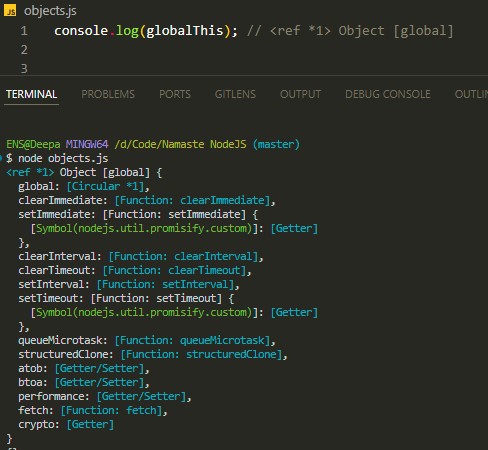 JS objects.js
1 console.log(globalThis); // <ref *1> Object [global]
2
3
TERMINAL PROBLEMS PORTS GITLENS OUTPUT DEBUG CONSOLE OUTLIN
ENS@Deepa MINGW64 /d/Code/Namaste NodeJS (master)
$ node objects.js
<ref *1> Object [global] {
  global: [Circular *1],
  clearImmediate: [Function: clearImmediate],
  setImmediate: [Function: setImmediate] {
    [Symbol(nodejs.util.promisify.custom)]: [Getter]
  },
  clearInterval: [Function: clearInterval],
  clearTimeout: [Function: clearTimeout],
  setInterval: [Function: setInterval],
  setTimeout: [Function: setTimeout] {
    [Symbol(nodejs.util.promisify.custom)]: [Getter]
  },
  queueMicrotask: [Function: queueMicrotask],
  structuredClone: [Function: structuredClone],
  atob: [Getter/Setter],
  btoa: [Getter/Setter],
  performance: [Getter/Setter],
  fetch: [Function: fetch],
  crypto: [Getter]
}